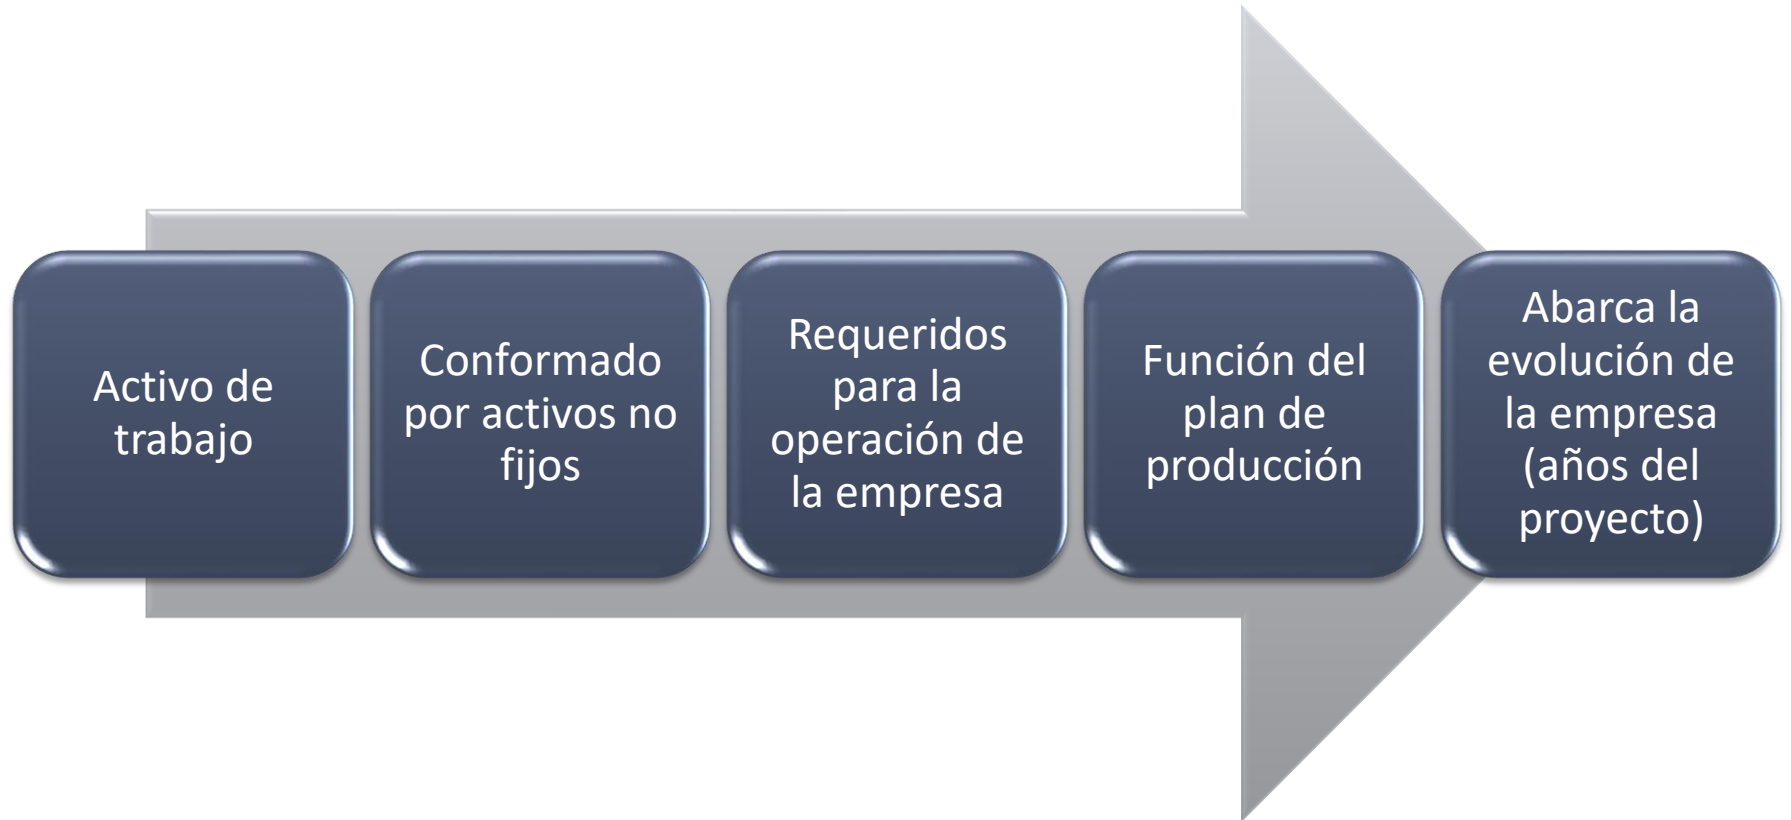 Activo de
trabajo
Conformado
por activos no
fijos
Requeridos
para la
operación de
la empresa
Función del
plan de
producción
Abarca la
evolución de
la empresa
(años del
proyecto)